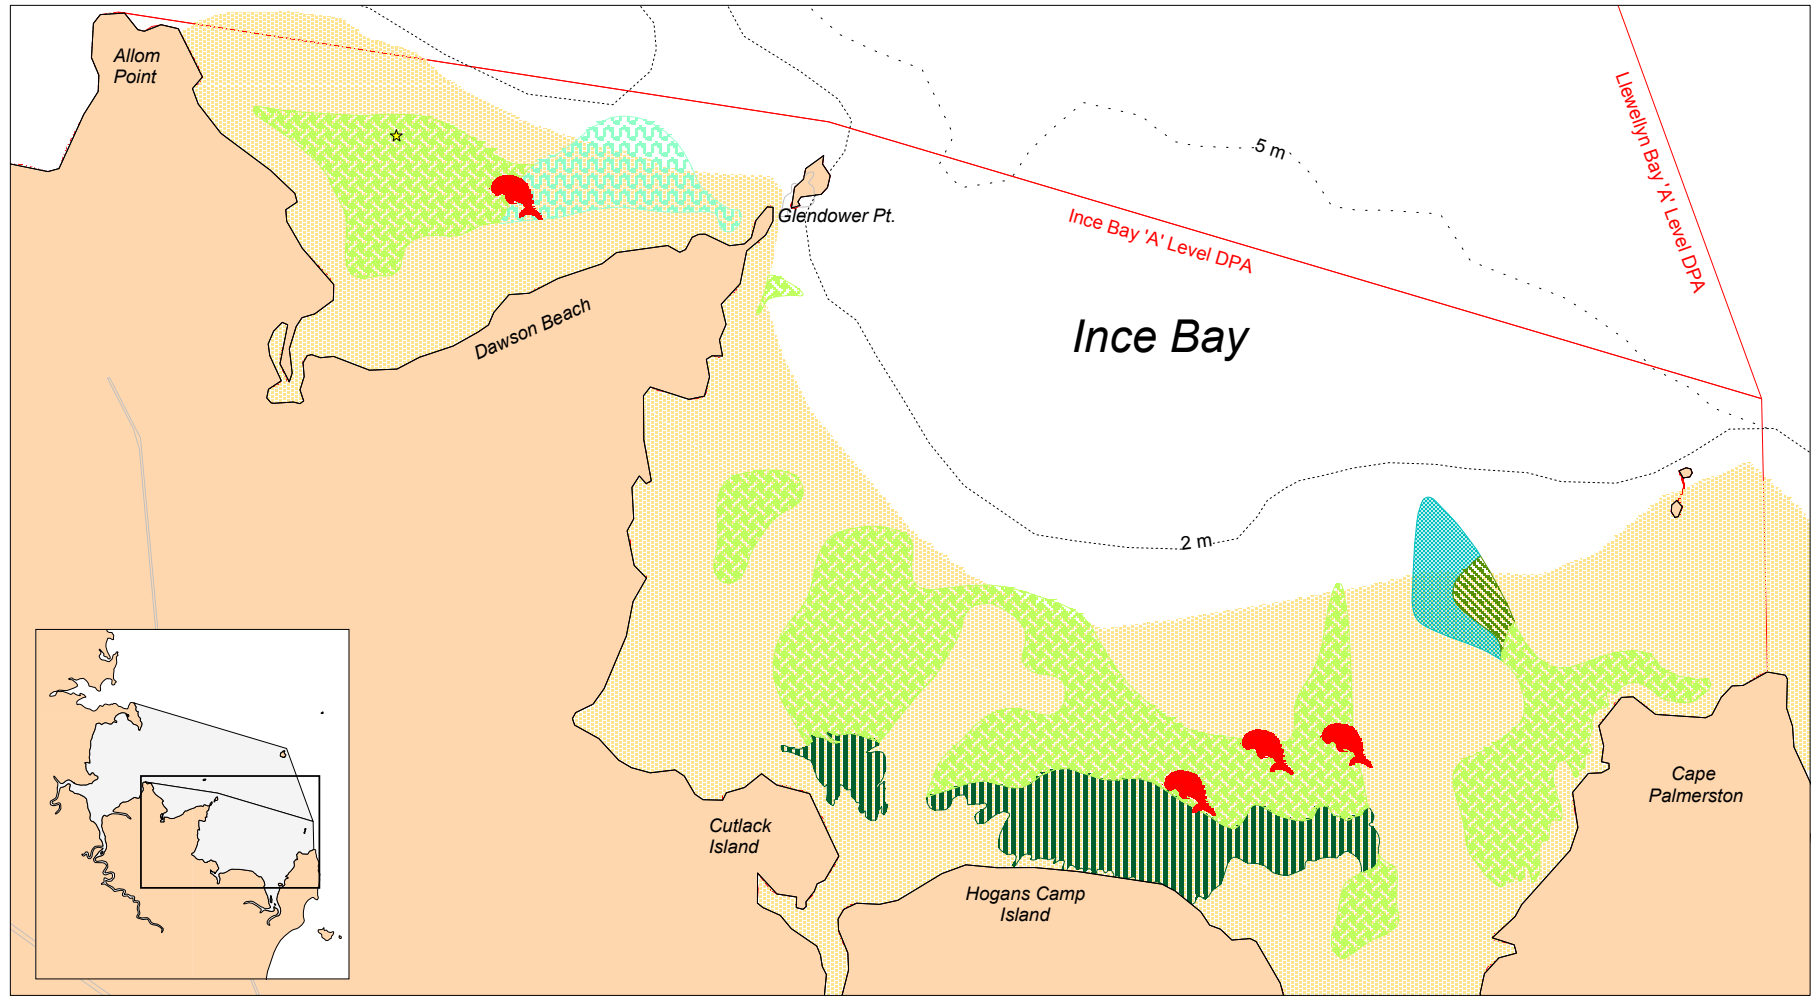 Allom
Point
5 m
Llewellyn Bay 'A' Level DPA
Glendower Pt.
Ince Bay 'A' Level DPA
Dawson Beach
Ince Bay
2 m
Cape
Palmerston
Cutlack
Island
Hogans Camp
Island